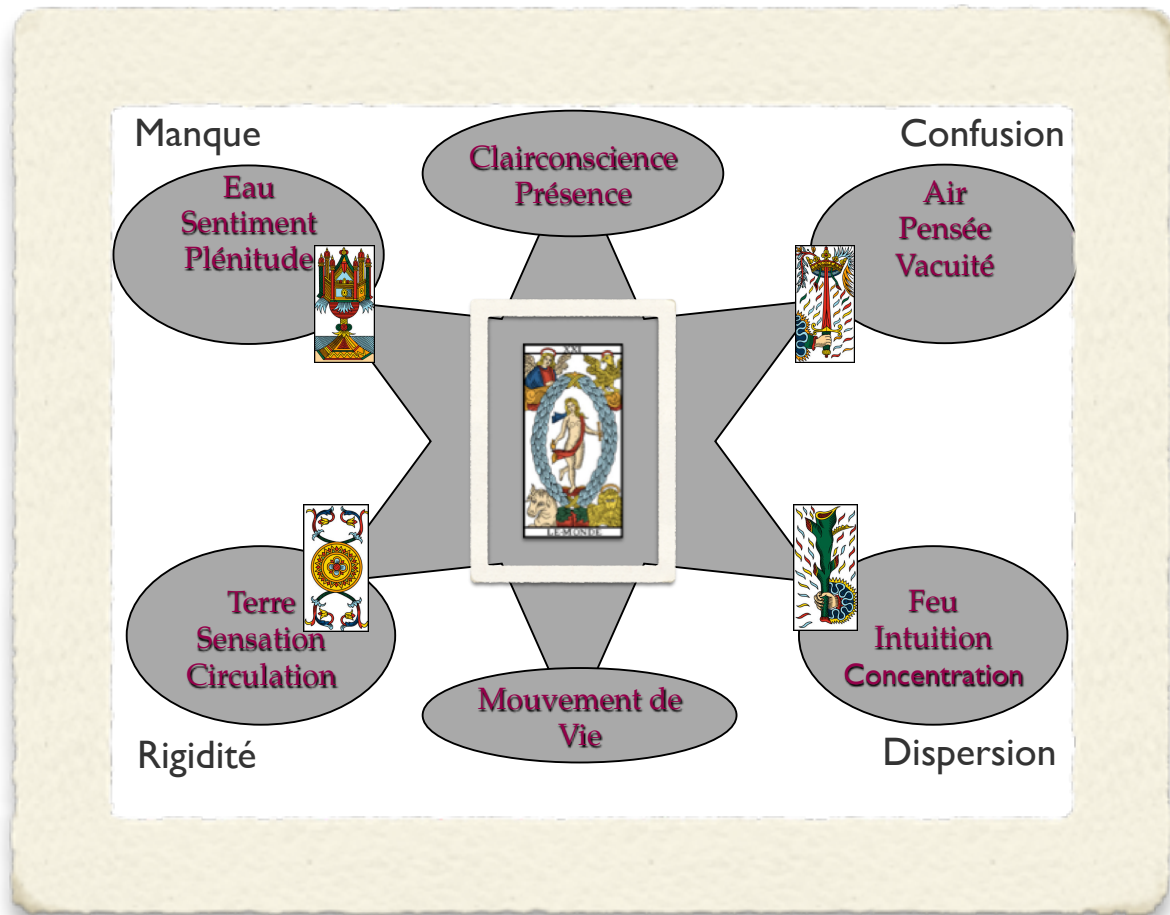 Manque
Confusion
Clairconscience
Présence
Eau
Sentiment
Plénitude
Air
Pensée
Vacuité
XXI
LE·MONDE
Terre
Sensation
Circulation
Feu
Intuition
Concentration
Mouvement de
Vie
Rigidité
Dispersion